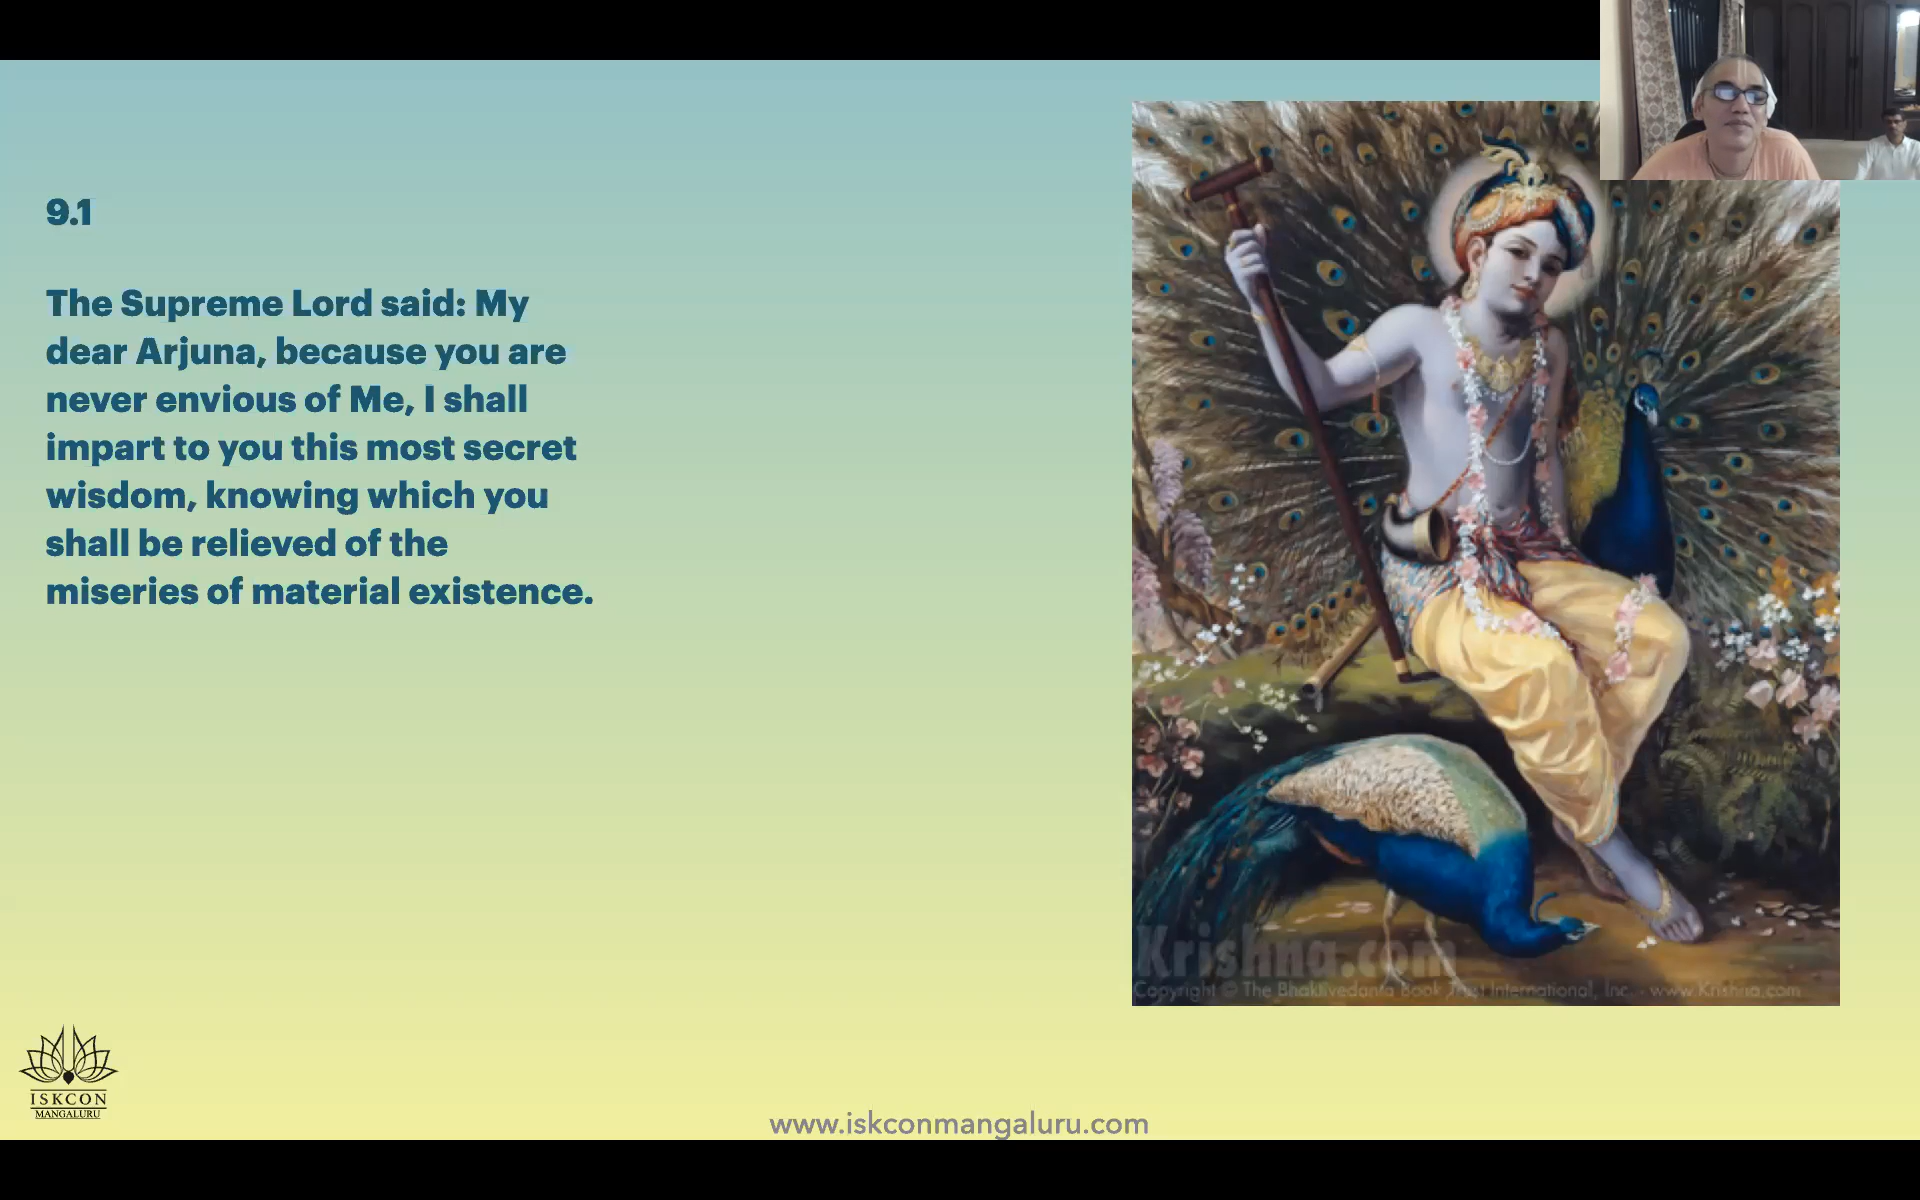 9.1
The Supreme Lord said: My
dear Arjuna, because you are
never envious of Me, I shall
impart to you this most secret
wisdom, knowing which you
shall be relieved of the
miseries of material existence.
Krishna.com
Copyright © The Bhaktivedanta Book Trust International, Inc. - www.Krishna.com
ISKCON
MANGALURU
www.iskconmangaluru.com